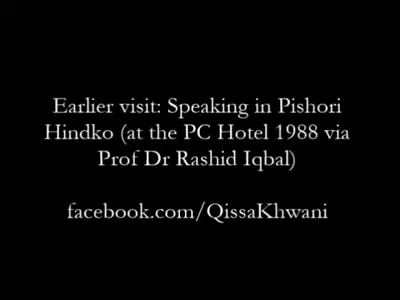 Earlier visit: Speaking in Pishori
Hindko (at the PC Hotel 1988 via
Prof Dr Rashid Iqbal)
facebook.com/QissaKhwani